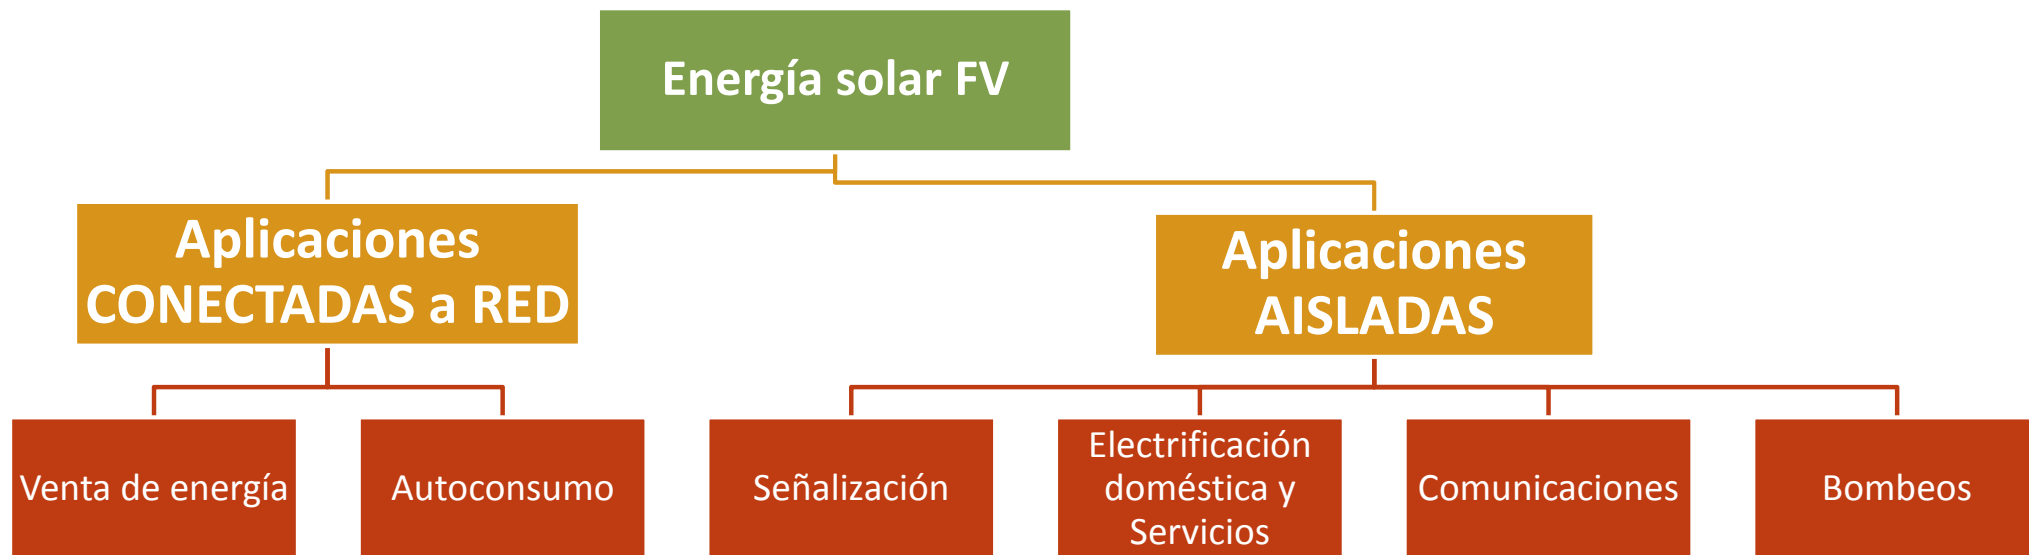 Energía solar FV
Aplicaciones
CONECTADAS a RED
Aplicaciones
AISLADAS
Venta de energía
Autoconsumo
Señalización
Electrificación
doméstica y
Servicios
Comunicaciones
Bombeos